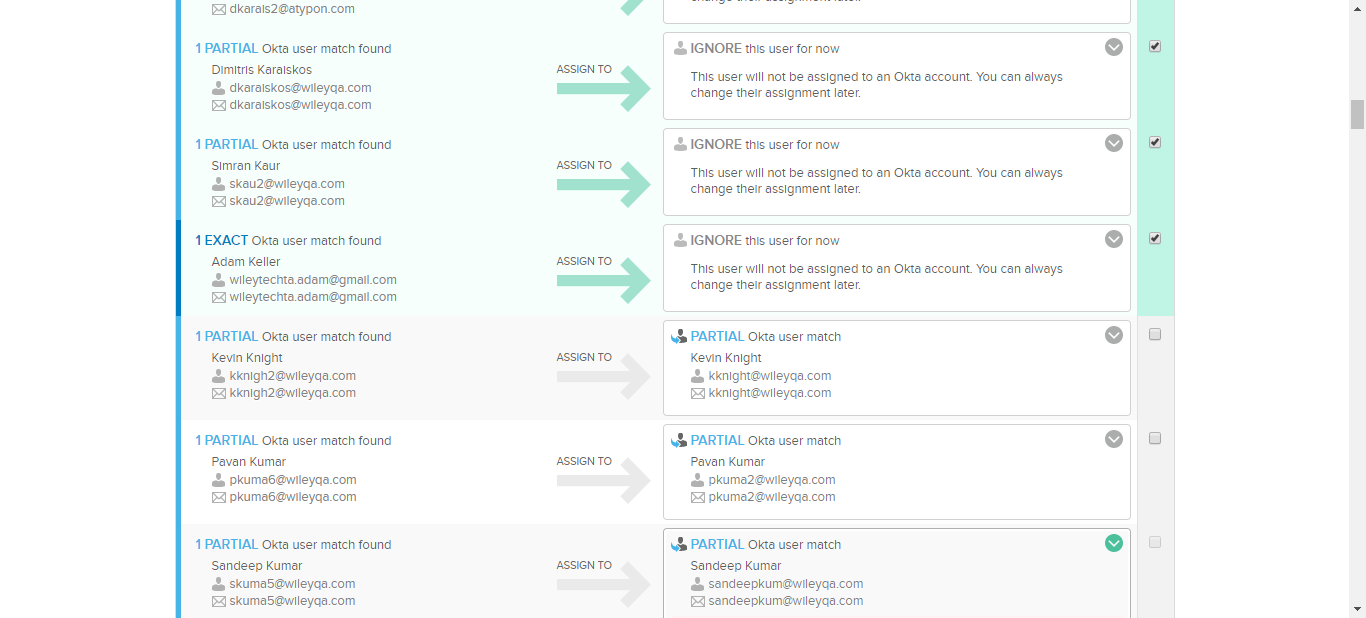 dkarais2@atypon.com
change their assignment later.
1 PARTIAL Okta user match found
Dimitris Karaiskos
dkaraiskos@wileyqa.com
dkaraiskos@wileyqa.com
ASSIGN TO
IGNORE this user for now
This user will not be assigned to an Okta account. You can always
change their assignment later.
1 PARTIAL Okta user match found
Simran Kaur
skau2@wileyqa.com
skau2@wileyqa.com
ASSIGN TO
IGNORE this user for now
This user will not be assigned to an Okta account. You can always
change their assignment later.
1 EXACT Okta user match found
Adam Keller
wileytechta.adam@gmail.com
wileytechta.adam@gmail.com
ASSIGN TO
IGNORE this user for now
This user will not be assigned to an Okta account. You can always
change their assignment later.
1 PARTIAL Okta user match found
Kevin Knight
kknigh2@wileyqa.com
kknigh2@wileyqa.com
ASSIGN TO
PARTIAL Okta user match
Kevin Knight
kknight@wileyqa.com
kknight@wileyqa.com
1 PARTIAL Okta user match found
Pavan Kumar
pkuma6@wileyqa.com
pkuma6@wileyqa.com
ASSIGN TO
PARTIAL Okta user match
Pavan Kumar
pkuma2@wileyqa.com
pkuma2@wileyqa.com
1 PARTIAL Okta user match found
Sandeep Kumar
skuma5@wileyqa.com
skuma5@wileyqa.com
ASSIGN TO
PARTIAL Okta user match
Sandeep Kumar
sandeepkum@wileyqa.com
sandeepkum@wileyqa.com